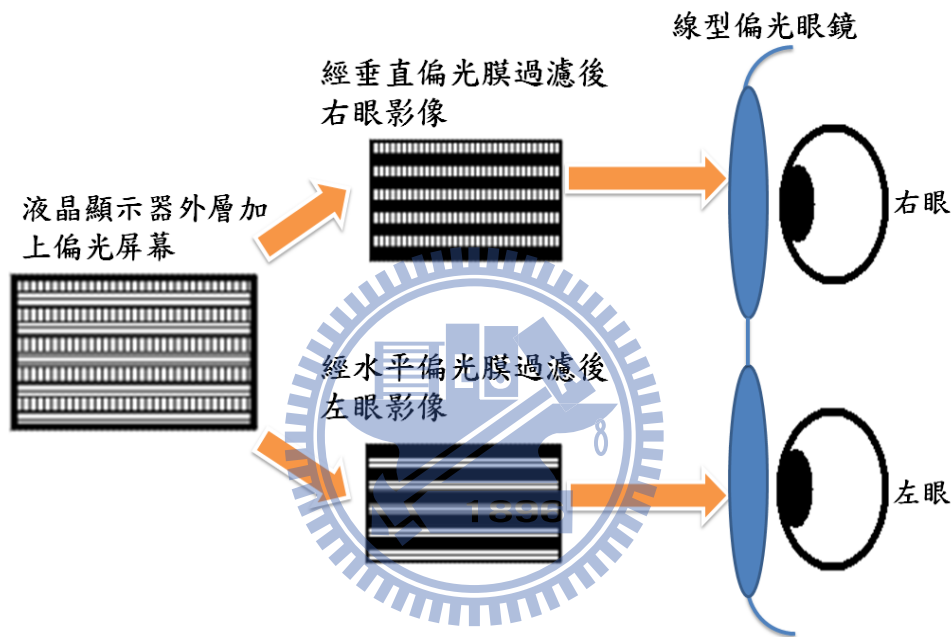 線型偏光眼鏡
經垂直偏光膜過濾後
右眼影像
液晶顯示器外層加
上偏光屏幕
右眼
經水平偏光膜過濾後
左眼影像
左眼
1896